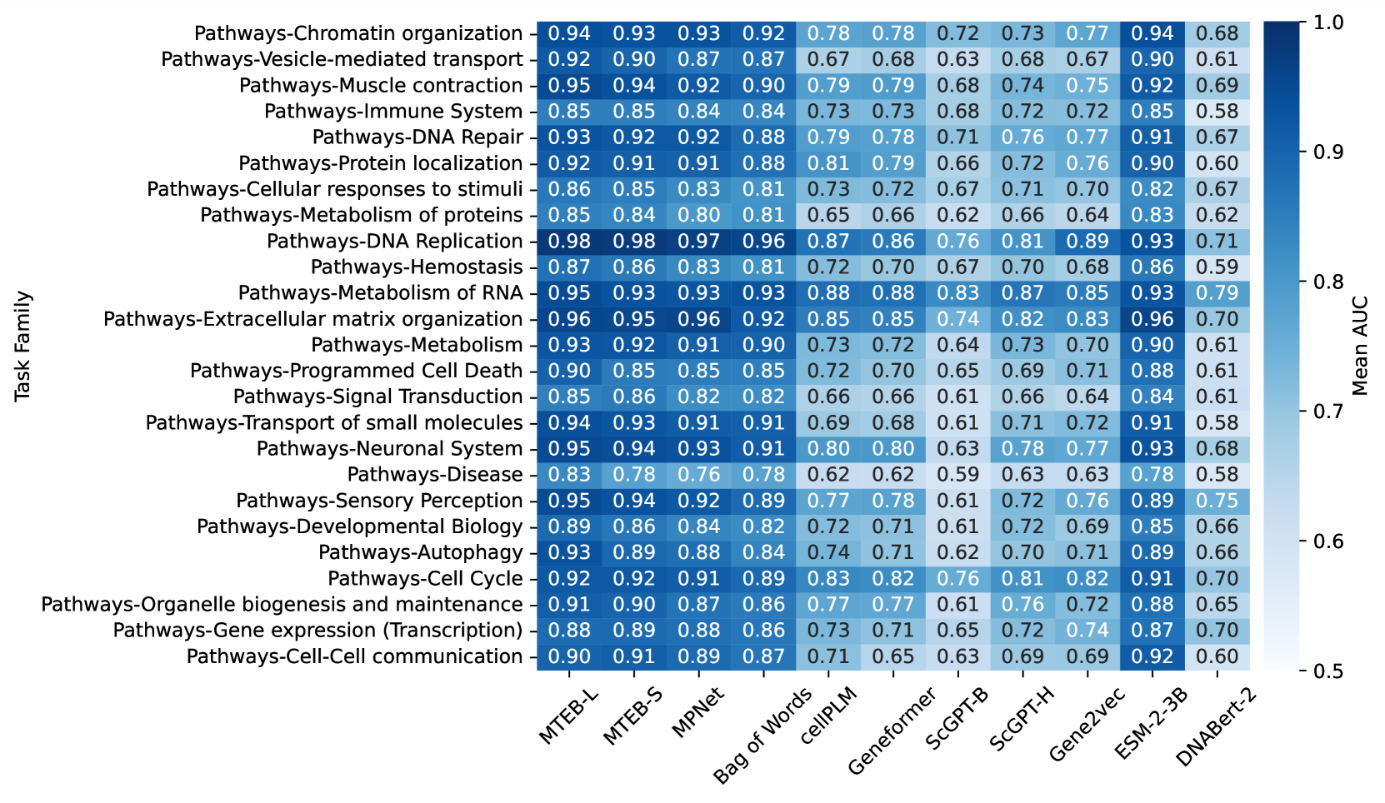 Task Family
Pathways-Chromatin organization 0.94 0.93 0.93 0.92 0.78 0.78 0.72 0.73 0.77 0.94 0.68
Pathways-Vesicle-mediated transport 0.92 0.90 0.87 0.87 0.67 0.68 0.63 0.68 0.67 0.90 0.61
Pathways-Muscle contraction 0.95 0.94 0.92 0.90 0.79 0.79 0.68 0.74 0.75 0.92 0.69
Pathways-Immune System 0.85 0.85 0.84 0.84 0.73 0.73 0.68 0.72 0.72 0.85 0.58
Pathways-DNA Repair 0.93 0.92 0.92 0.88 0.79 0.78 0.71 0.76 0.77 0.91 0.67
Pathways-Protein localization 0.92 0.91 0.91 0.88 0.81 0.79 0.66 0.72 0.76 0.90 0.60
Pathways-Cellular responses to stimuli 0.86 0.85 0.83 0.81 0.73 0.72 0.67 0.71 0.70 0.82 0.67
Pathways-Metabolism of proteins 0.85 0.84 0.80 0.81 0.65 0.66 0.62 0.66 0.64 0.83 0.62
Pathways-DNA Replication 0.98 0.98 0.97 0.96 0.87 0.86 0.76 0.81 0.89 0.93 0.71
Pathways-Hemostasis 0.87 0.86 0.83 0.81 0.72 0.70 0.67 0.70 0.68 0.86 0.59
Pathways-Metabolism of RNA 0.95 0.93 0.93 0.93 0.88 0.88 0.83 0.87 0.85 0.93 0.79
Pathways-Extracellular matrix organization 0.96 0.95 0.96 0.92 0.85 0.85 0.74 0.82 0.83 0.96 0.70
Pathways-Metabolism 0.93 0.92 0.91 0.90 0.73 0.72 0.64 0.73 0.70 0.90 0.61
Pathways-Programmed Cell Death 0.90 0.85 0.85 0.85 0.72 0.70 0.65 0.69 0.71 0.88 0.61
Pathways-Signal Transduction 0.85 0.86 0.82 0.82 0.66 0.66 0.61 0.66 0.64 0.84 0.61
Pathways-Transport of small molecules 0.94 0.93 0.91 0.91 0.69 0.68 0.61 0.71 0.72 0.91 0.58
Pathways-Neuronal System 0.95 0.94 0.93 0.91 0.80 0.80 0.63 0.78 0.77 0.93 0.68
Pathways-Disease 0.83 0.78 0.76 0.78 0.62 0.62 0.59 0.63 0.63 0.78 0.58
Pathways-Sensory Perception 0.95 0.94 0.92 0.89 0.77 0.78 0.61 0.72 0.76 0.89 0.75
Pathways-Developmental Biology 0.89 0.86 0.84 0.82 0.72 0.71 0.61 0.72 0.69 0.85 0.66
Pathways-Autophagy 0.93 0.89 0.88 0.84 0.74 0.71 0.62 0.70 0.71 0.89 0.66
Pathways-Cell Cycle 0.92 0.92 0.91 0.89 0.83 0.82 0.76 0.81 0.82 0.91 0.70
Pathways-Organelle biogenesis and maintenance 0.91 0.90 0.87 0.86 0.77 0.77 0.61 0.76 0.72 0.88 0.65
Pathways-Gene expression (Transcription) 0.88 0.89 0.88 0.86 0.73 0.71 0.65 0.72 0.74 0.87 0.70
Pathways-Cell-Cell communication 0.90 0.91 0.89 0.87 0.71 0.65 0.63 0.69 0.69 0.92 0.60
MTEB-L
MTEB-S
MPNet
Bag of Words
cellPLM
Geneformer
ScGPT-B
ScGPT-H
Gene2vec
ESM-2-3B
DNABert-2
1.0
0.9
0.8
0.7
0.6
0.5
Mean AUC